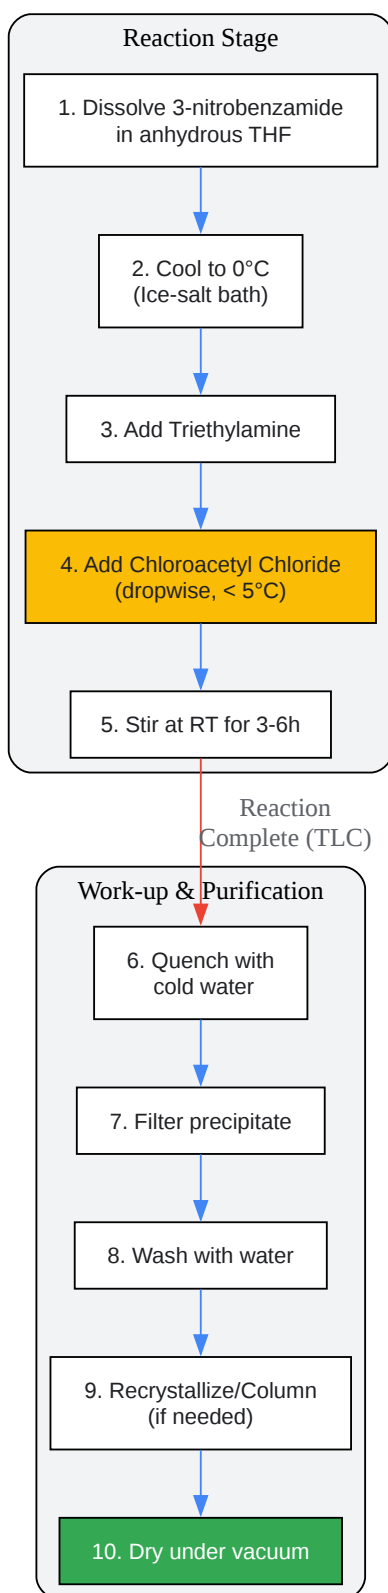 Reaction Stage
1. Dissolve 3-nitrobenzamide
in anhydrous THF
2. Cool to 0°C
(Ice-salt bath)
3. Add Triethylamine
4. Add Chloroacetyl Chloride
(dropwise, < 5°C)
5. Stir at RT for 3-6h
Reaction
Complete (TLC)
Work-up & Purification
6. Quench with
cold water
7. Filter precipitate
8. Wash with water
9. Recrystallize/Column
(if needed)
10. Dry under vacuum